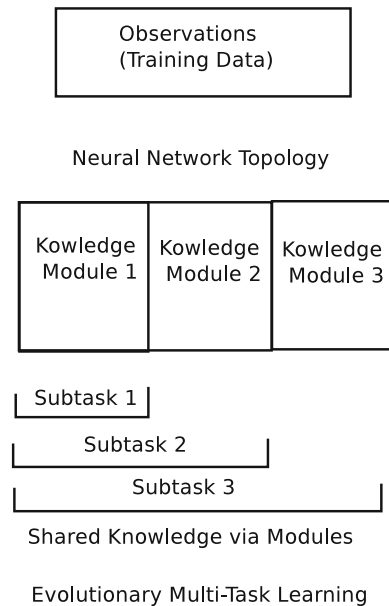 Observations
(Training Data)
Neural Network Topology
Kowledge
Module 1
Kowledge
Module 2
Kowledge
Module 3
Subtask 1
Subtask 2
Subtask 3
Shared Knowledge via Modules
Evolutionary Multi-Task Learning